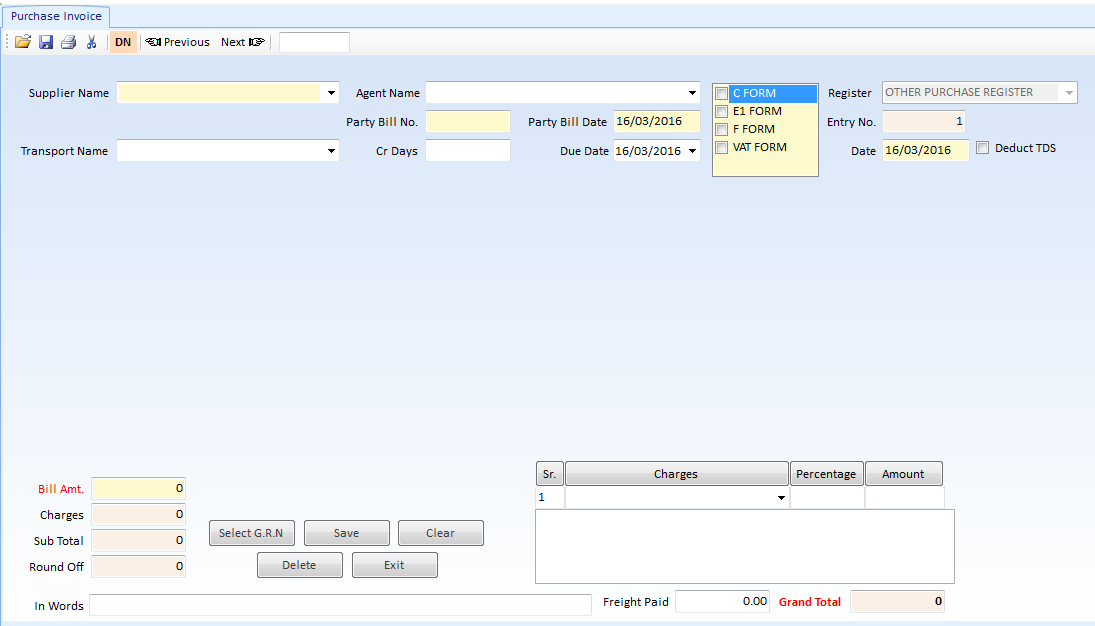 Purchase Invoice
DN Previous Next
Supplier Name Agent Name C FORM Register OTHER PURCHASE REGISTER
E1 FORM
Party Bill No. Party Bill Date 16/03/2016 F FORM Entry No. 1
Transport Name Cr Days Due Date 16/03/2016 VAT FORM Date 16/03/2016 Deduct TDS
Sr. Charges Percentage Amount
Bill Amt. 0 1
Charges 0
Select G.R.N Save Clear
Sub Total 0
Round Off 0 Delete Exit
In Words Freight Paid 0.00 Grand Total 0